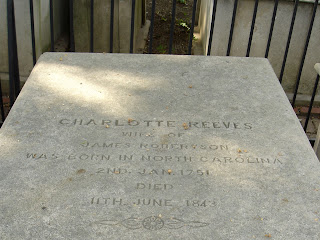 CHARLOTTE REEVES
WIFE OF
JAMES ROBERTSON
WAS BORN IN NORTH CAROLINA
2ND. JAN. 1751.
DIED
11TH. JUNE. 1843